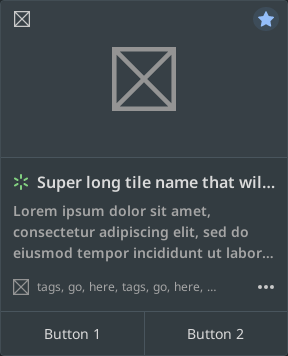 Super long tile name that wil...
Lorem ipsum dolor sit amet,
consectetur adipiscing elit, sed do
eiusmod tempor incididunt ut labor...
tags, go, here, tags, go, here, ...
Button 1
Button 2